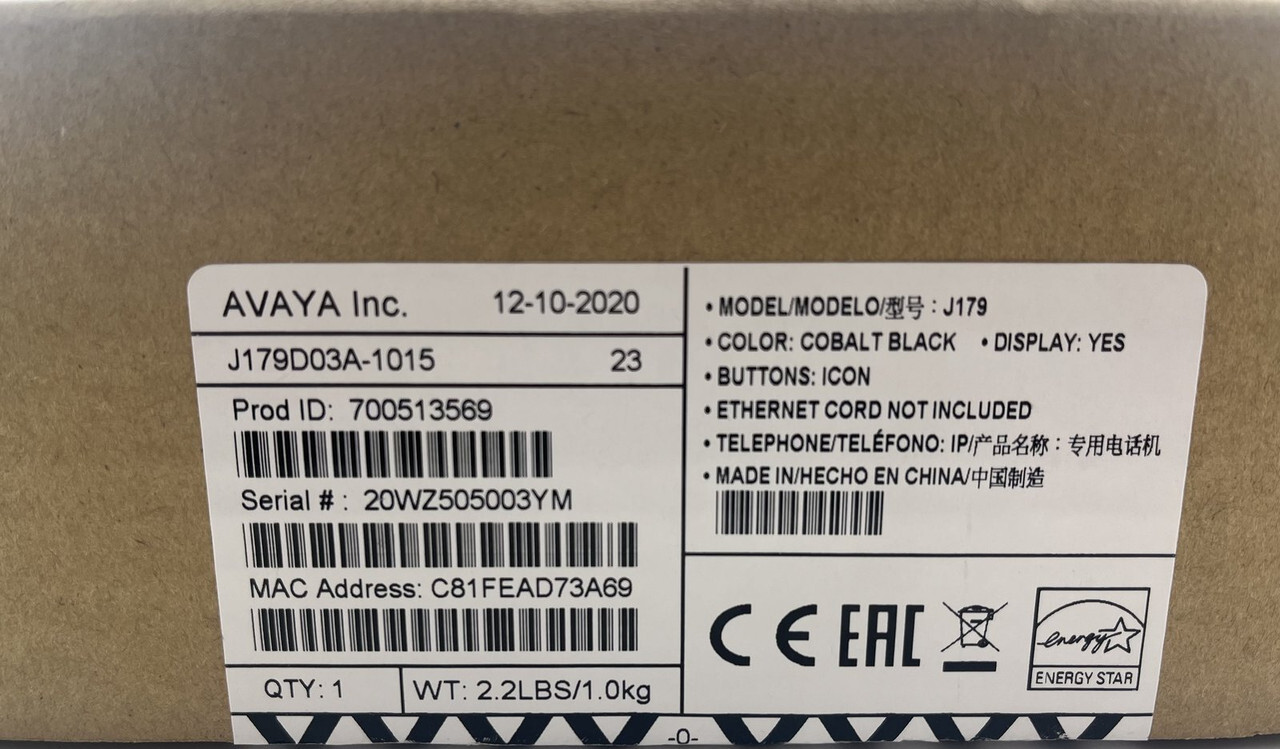 AVAYA Inc. 12-10-2020
J179D03A-1015 23
Prod ID: 700513569
Serial # : 20WZ505003YM
MAC Address: C81FEAD73A69
QTY: 1 WT: 2.2LBS/1.0kg
• MODEL/MODELO/型号 : J179
• COLOR: COBALT BLACK • DISPLAY: YES
• BUTTONS: ICON
• ETHERNET CORD NOT INCLUDED
• TELEPHONE/TELÉFONO: IP/产品名称 : 专用电话机
• MADE IN/HECHO EN CHINA/中国制造
CE EAC energy
ENERGY STAR
-0-